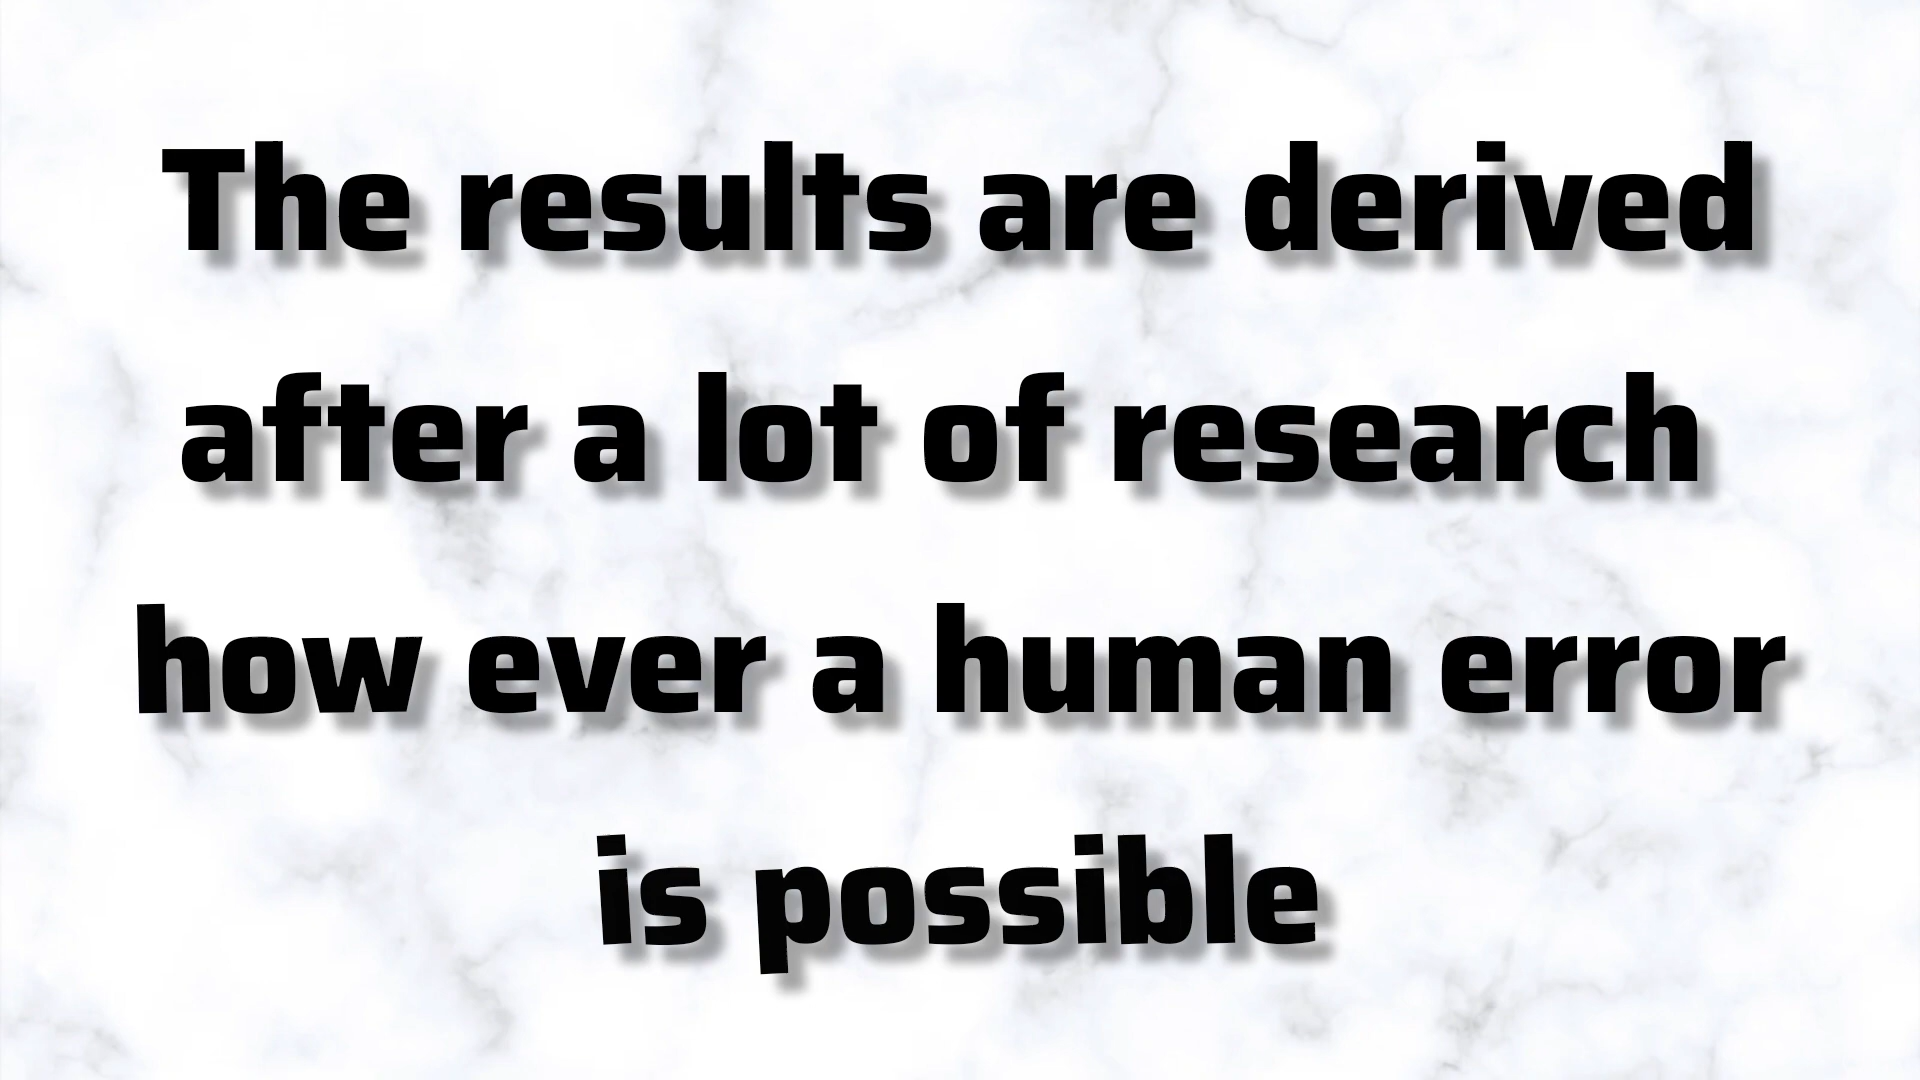 The results are derived
after a lot of research
how ever a human error
is possible